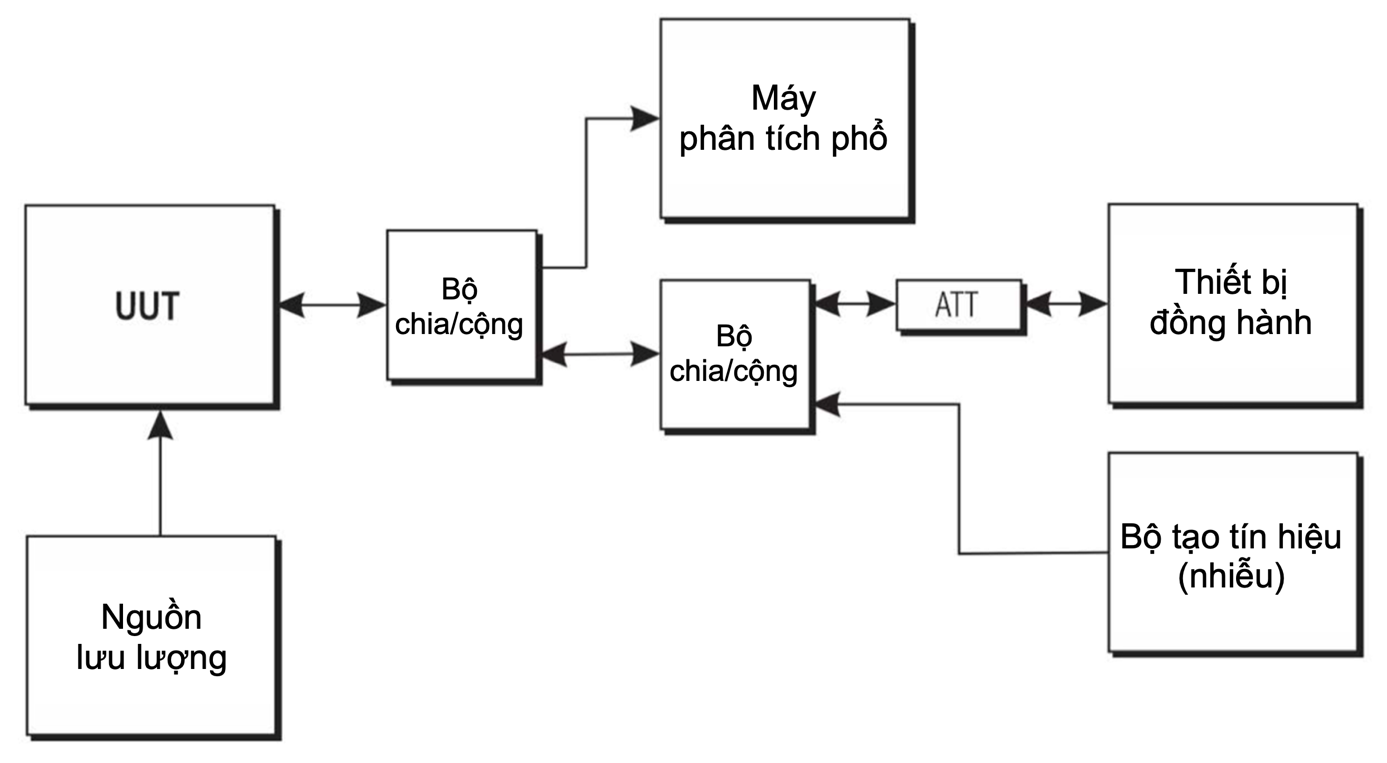 Máy
phân tích phổ
UUT
Bộ
chia/cộng
Bộ
chia/cộng
ATT
Thiết bị
đồng hành
Bộ tạo tín hiệu
(nhiễu)
Nguồn
lưu lượng